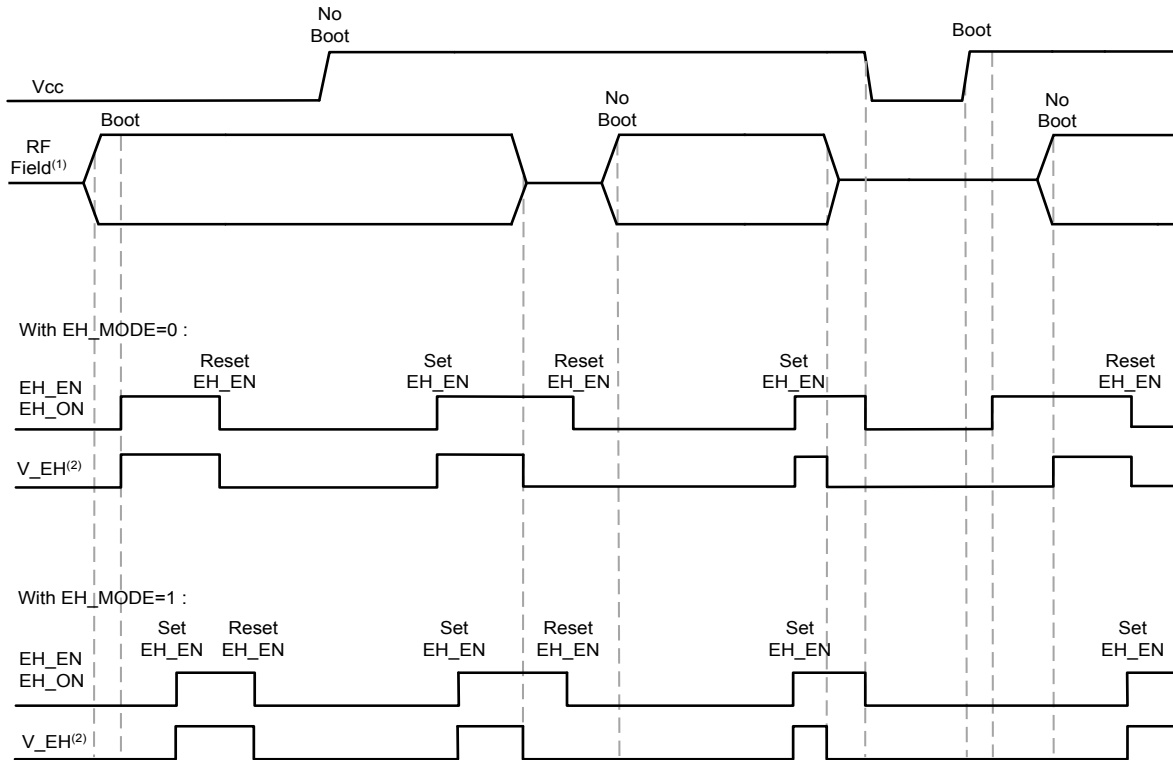 No
Boot
Boot
Vcc
Boot
No
Boot
No
Boot
RF
Field(1)
With EH_MODE=0 :
Reset
EH_EN
Set
EH_EN
Reset
EH_EN
Set
EH_EN
Reset
EH_EN
EH_EN
EH_ON
V_EH(2)
With EH_MODE=1 :
Set
EH_EN
Reset
EH_EN
Set
EH_EN
Reset
EH_EN
Set
EH_EN
Set
EH_EN
EH_EN
EH_ON
V_EH(2)